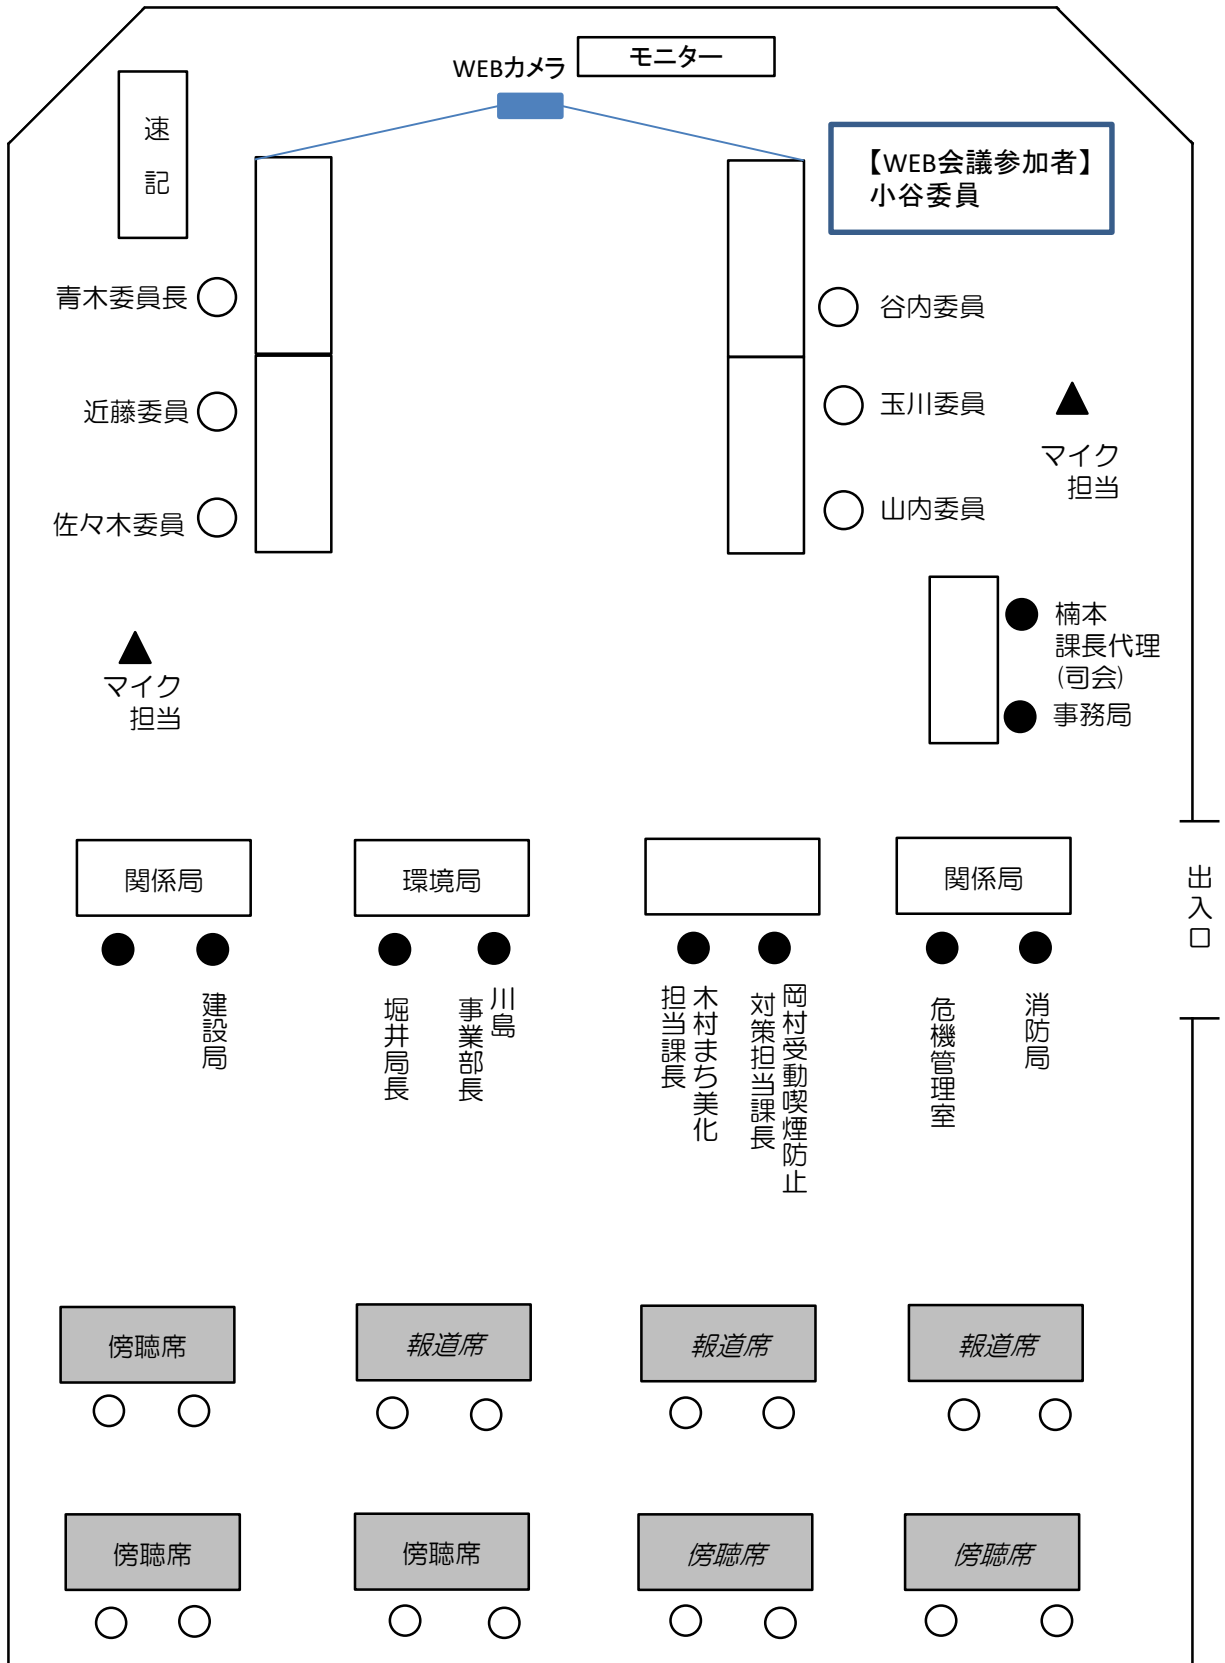 モニター
WEBカメラ
速
記
【WEB会議参加者】
小谷委員
青木委員長
谷内委員
近藤委員
玉川委員
マイク
担当
佐々木委員
山内委員
楠本
課長代理
(司会)
事務局
マイク
担当
関係局
環境局
関係局
出入口
建設局
堀井局長
川島
事業部長
木村まち美化
担当課長
岡村受動喫煙防止
対策担当課長
危機管理室
消防局
傍聴席
報道席
報道席
報道席
傍聴席
傍聴席
傍聴席
傍聴席